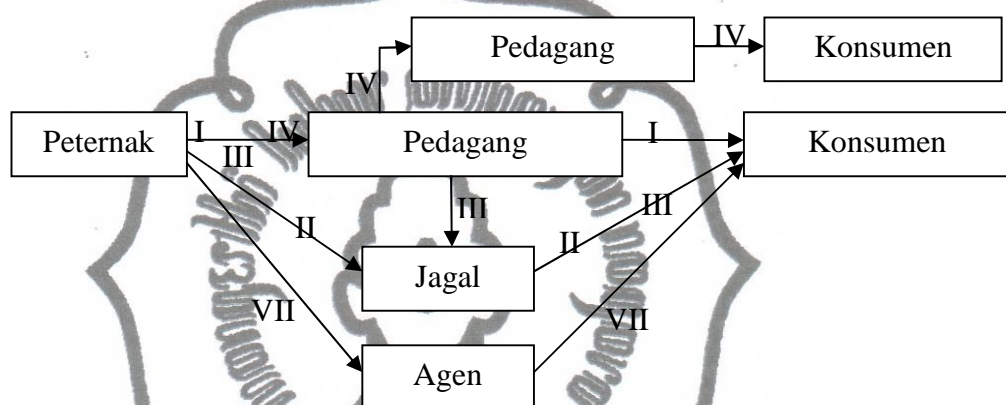 Pedagang
IV
Konsumen
IV
Peternak
I
IV
Pedagang
I
Konsumen
III
III
III
II
II
Jagal
VII
VII
Agen